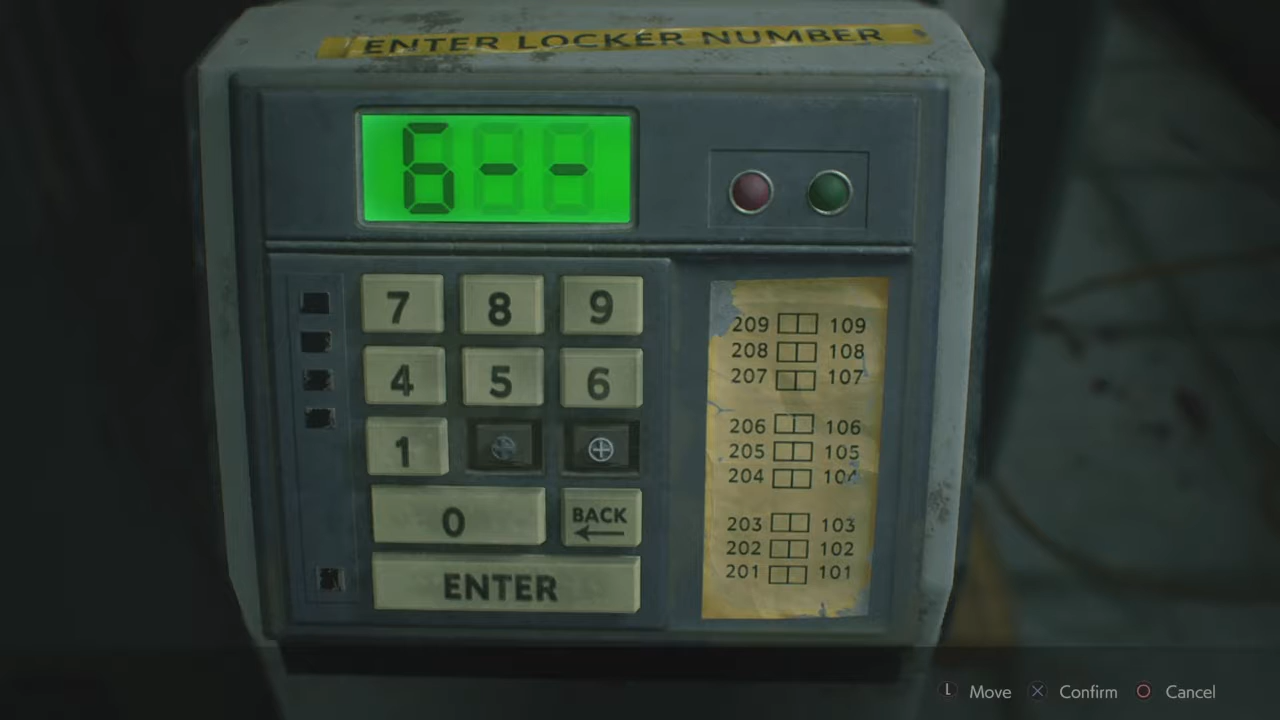 ENTER LOCKER NUMBER
6--
7 8 9
4 5 6
1
0 BACK
ENTER
209 109
208 108
207 107
206 106
205 105
204 104
203 103
202 102
201 101
L Move X Confirm O Cancel